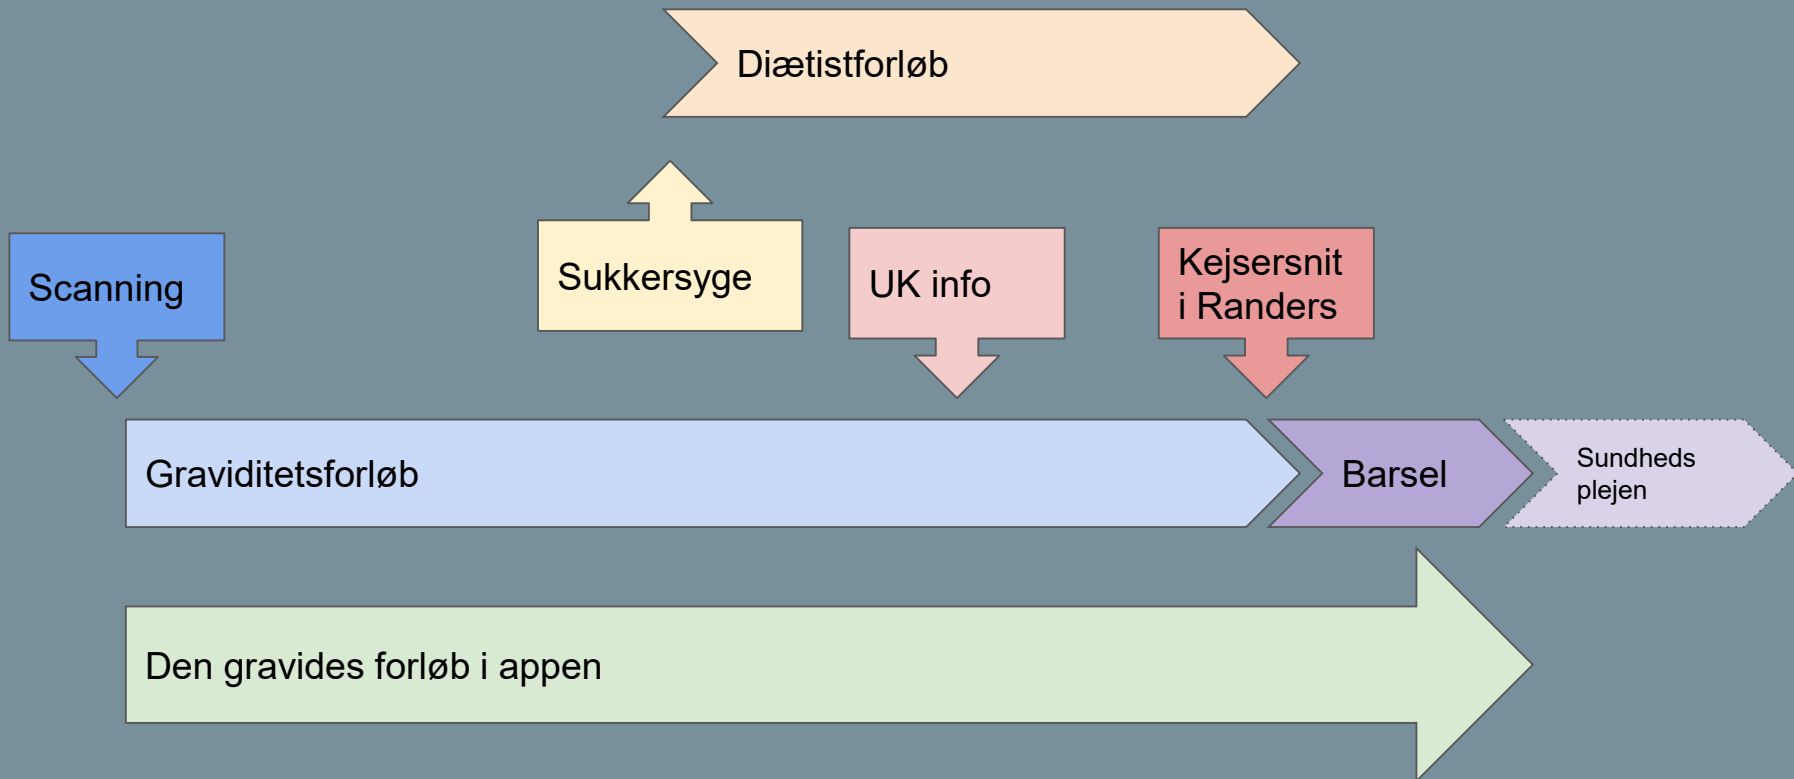 Diætistforløb
Scanning
Sukkersyge
UK info
Kejsersnit
i Randers
Graviditetsforløb
Barsel
Sundheds
plejen
Den gravides forløb i appen